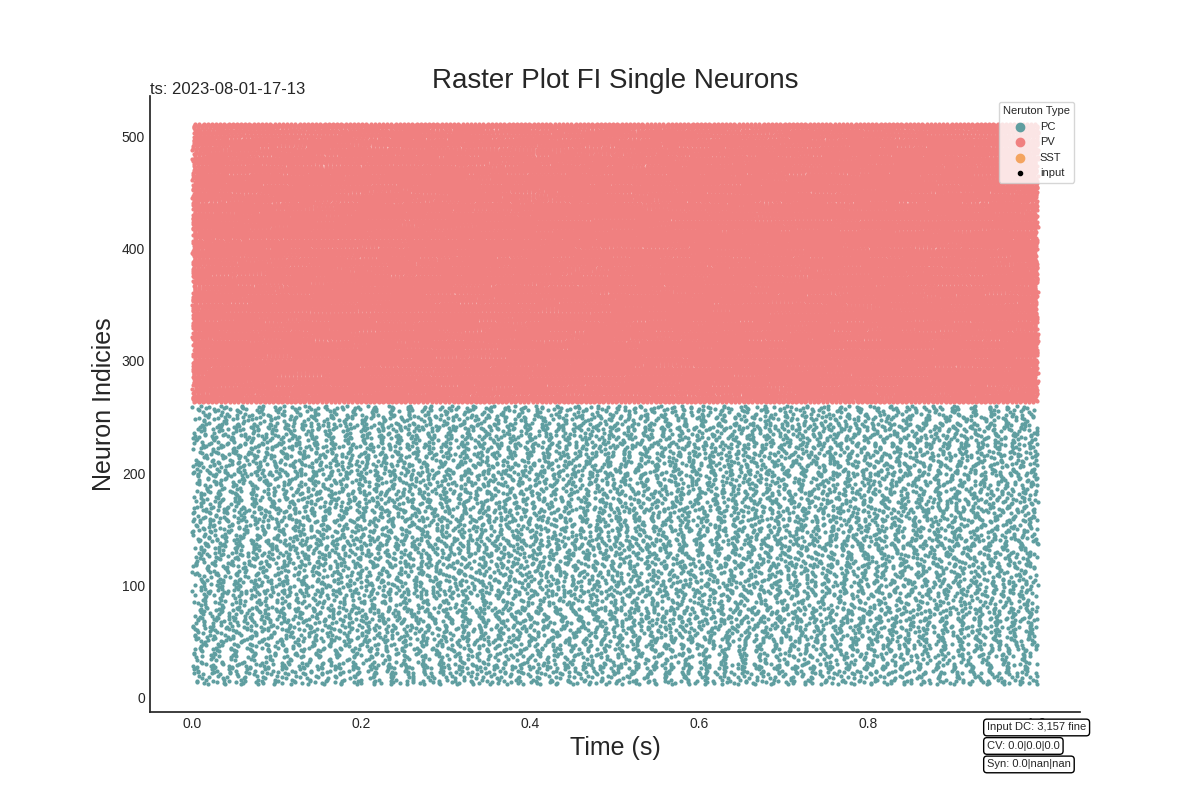 Raster Plot FI Single Neurons
ts: 2023-08-01-17-13
Neruton Type
PC
PV
SST
input
Neuron Indicies
500
400
300
200
100
0
0.0 0.2 0.4 0.6 0.8
Time (s)
Input DC: 3,157 fine
CV: 0.0|0.0|0.0
Syn: 0.0|nan|nan